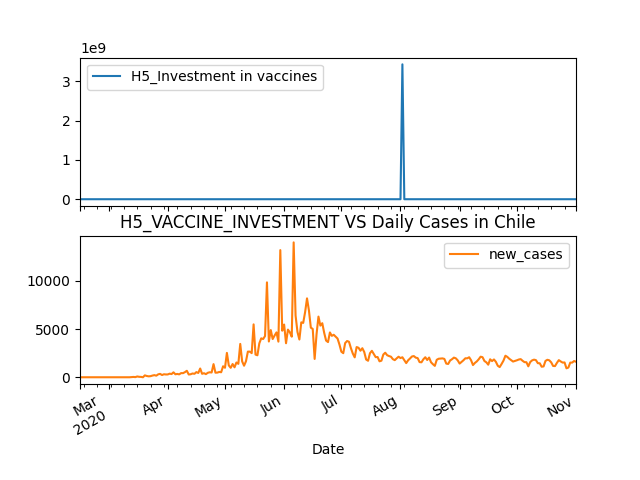 1e9
H5_Investment in vaccines
3
2
1
0
H5_VACCINE_INVESTMENT VS Daily Cases in Chile
new_cases
10000
5000
0
Mar
2020
Apr
May
Jun
Jul
Aug
Sep
Oct
Nov
Date